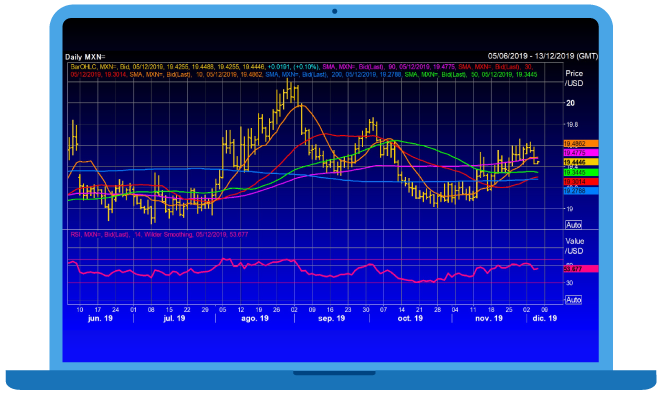 Daily MXN=
05/06/2019 - 13/12/2019 (GMT)
BarOHLC, MXN=, Bid, 05/12/2019, 19.4255, 19.4488, 19.4255, 19.4446, +0.0191, (+0.10%), SMA, MXN=, Bid(Last), 90, 05/12/2019, 19.4775, SMA, MXN=, Bid(Last), 30,
05/12/2019, 19.3014, SMA, MXN=, Bid(Last), 10, 05/12/2019, 19.4862, SMA, MXN=, Bid(Last), 200, 05/12/2019, 19.2788, SMA, MXN=, Bid(Last), 50, 05/12/2019, 19.3445
Price
/USD
20
19.8
19.4862
19.4775
19.4446
19.3445
19.3014
19.2788
19
Auto
RSI, MXN=, Bid(Last), 14, Wilder Smoothing, 05/12/2019, 53.677
Value
/USD
53.677
30
Auto
10 17 24 01 08 15 22 29 05 12 19 26 02 09 16 23 30 07 14 21 28 04 11 18 25 02 09
jun. 19 jul. 19 ago. 19 sep. 19 oct. 19 nov. 19 dic. 19